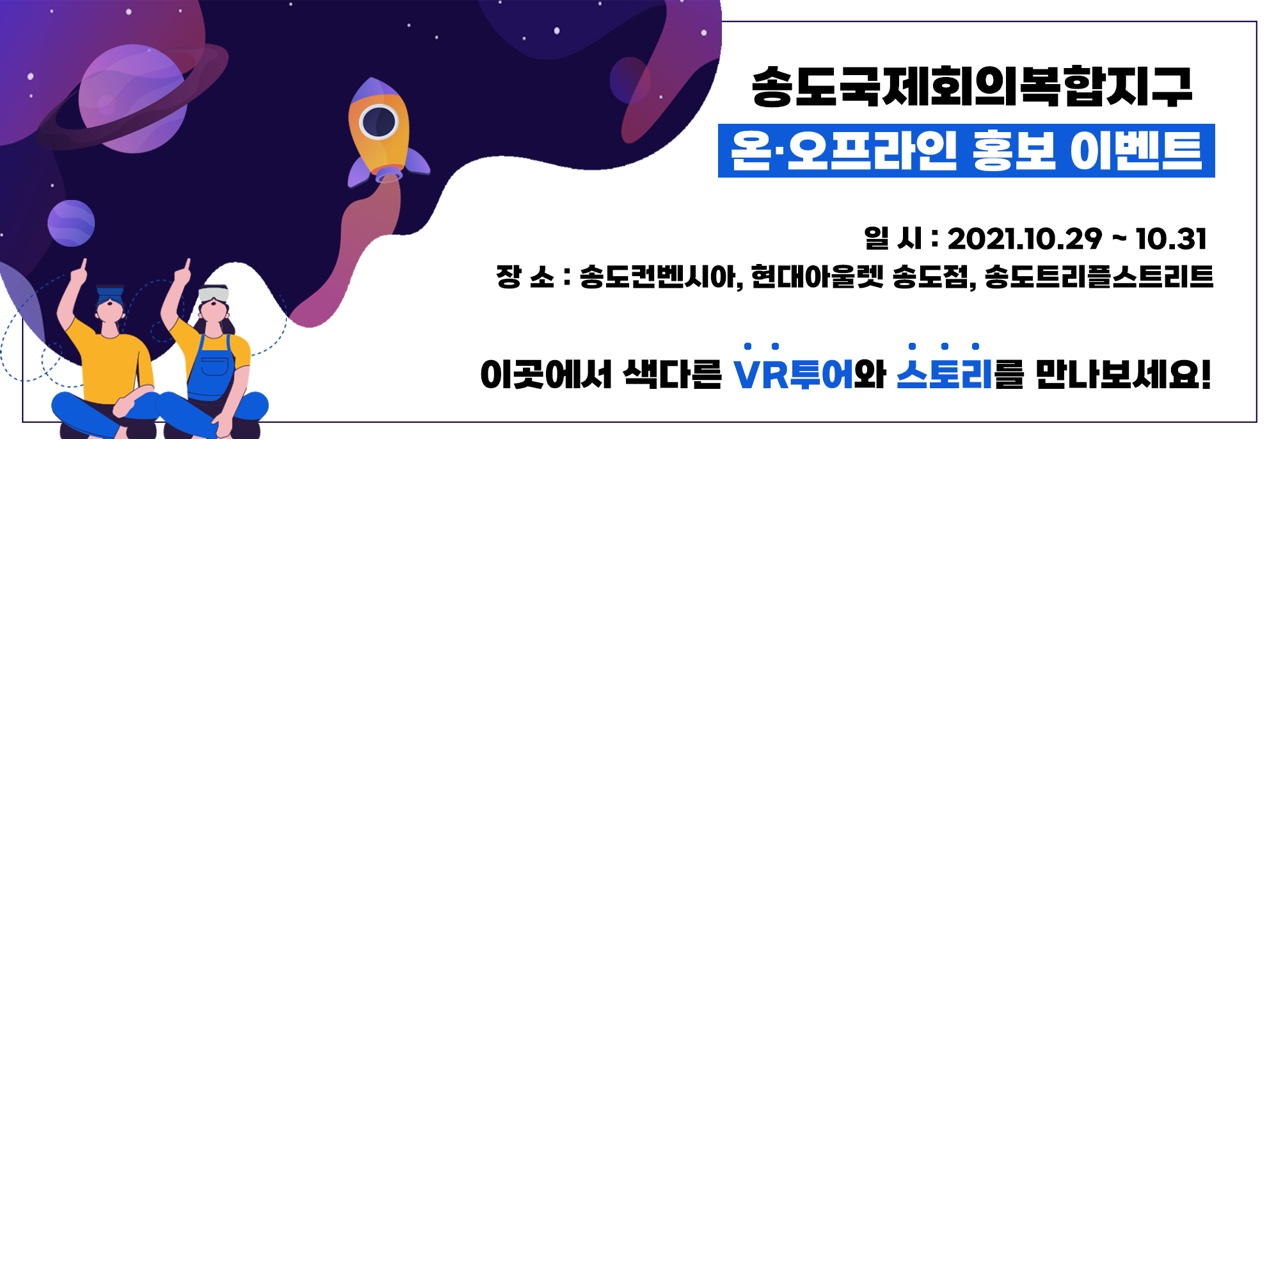 송도국제회의복합지구
온·오프라인 홍보 이벤트
일 시 : 2021.10.29 ~ 10.31
장 소 : 송도컨벤시아, 현대아울렛 송도점, 송도트리플스트리트
이곳에서 색다른 VR투어와 스토리를 만나보세요!